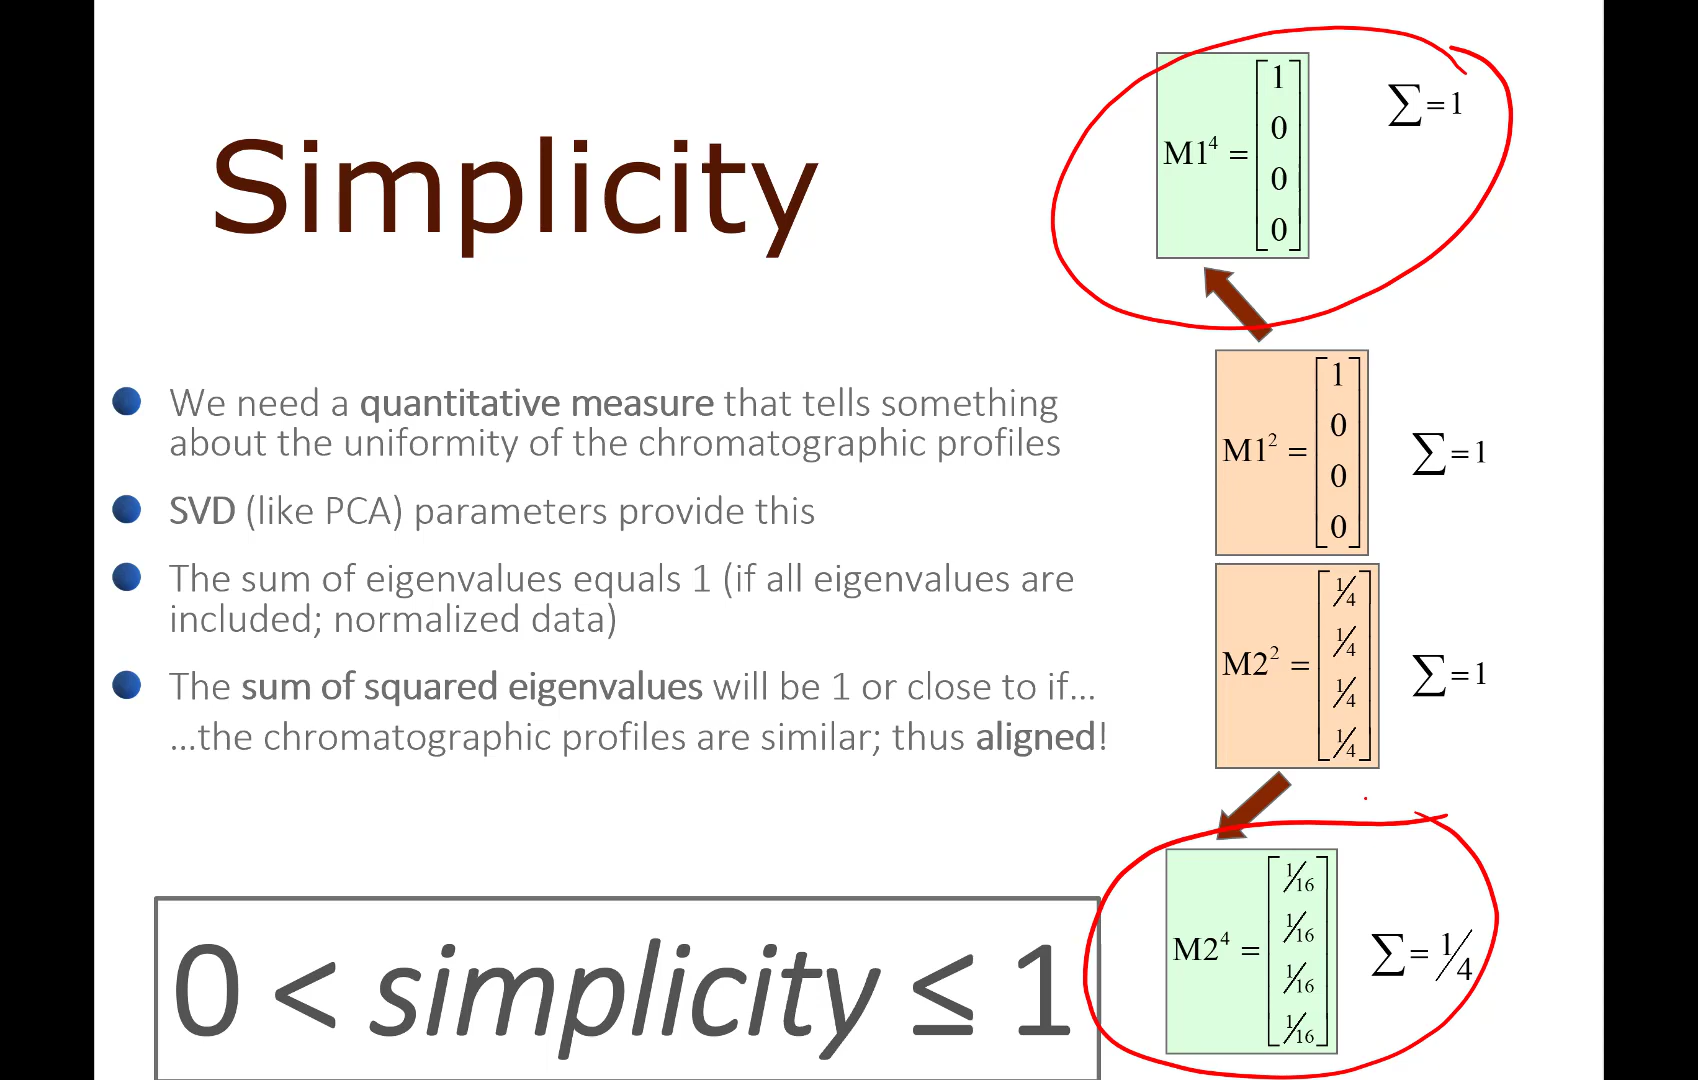 Simplicity
We need a quantitative measure that tells something
about the uniformity of the chromatographic profiles
SVD (like PCA) parameters provide this
The sum of eigenvalues equals 1 (if all eigenvalues are
included; normalized data)
The sum of squared eigenvalues will be 1 or close to if...
...the chromatographic profiles are similar; thus aligned!
0 < simplicity ≤ 1
M1⁴ = [1 0 0 0] ∑=1
M1² = [1 0 0 0] ∑=1
M2² = [1/4 1/4 1/4 1/4] ∑=1
M2⁴ = [1/16 1/16 1/16 1/16] ∑=1/4